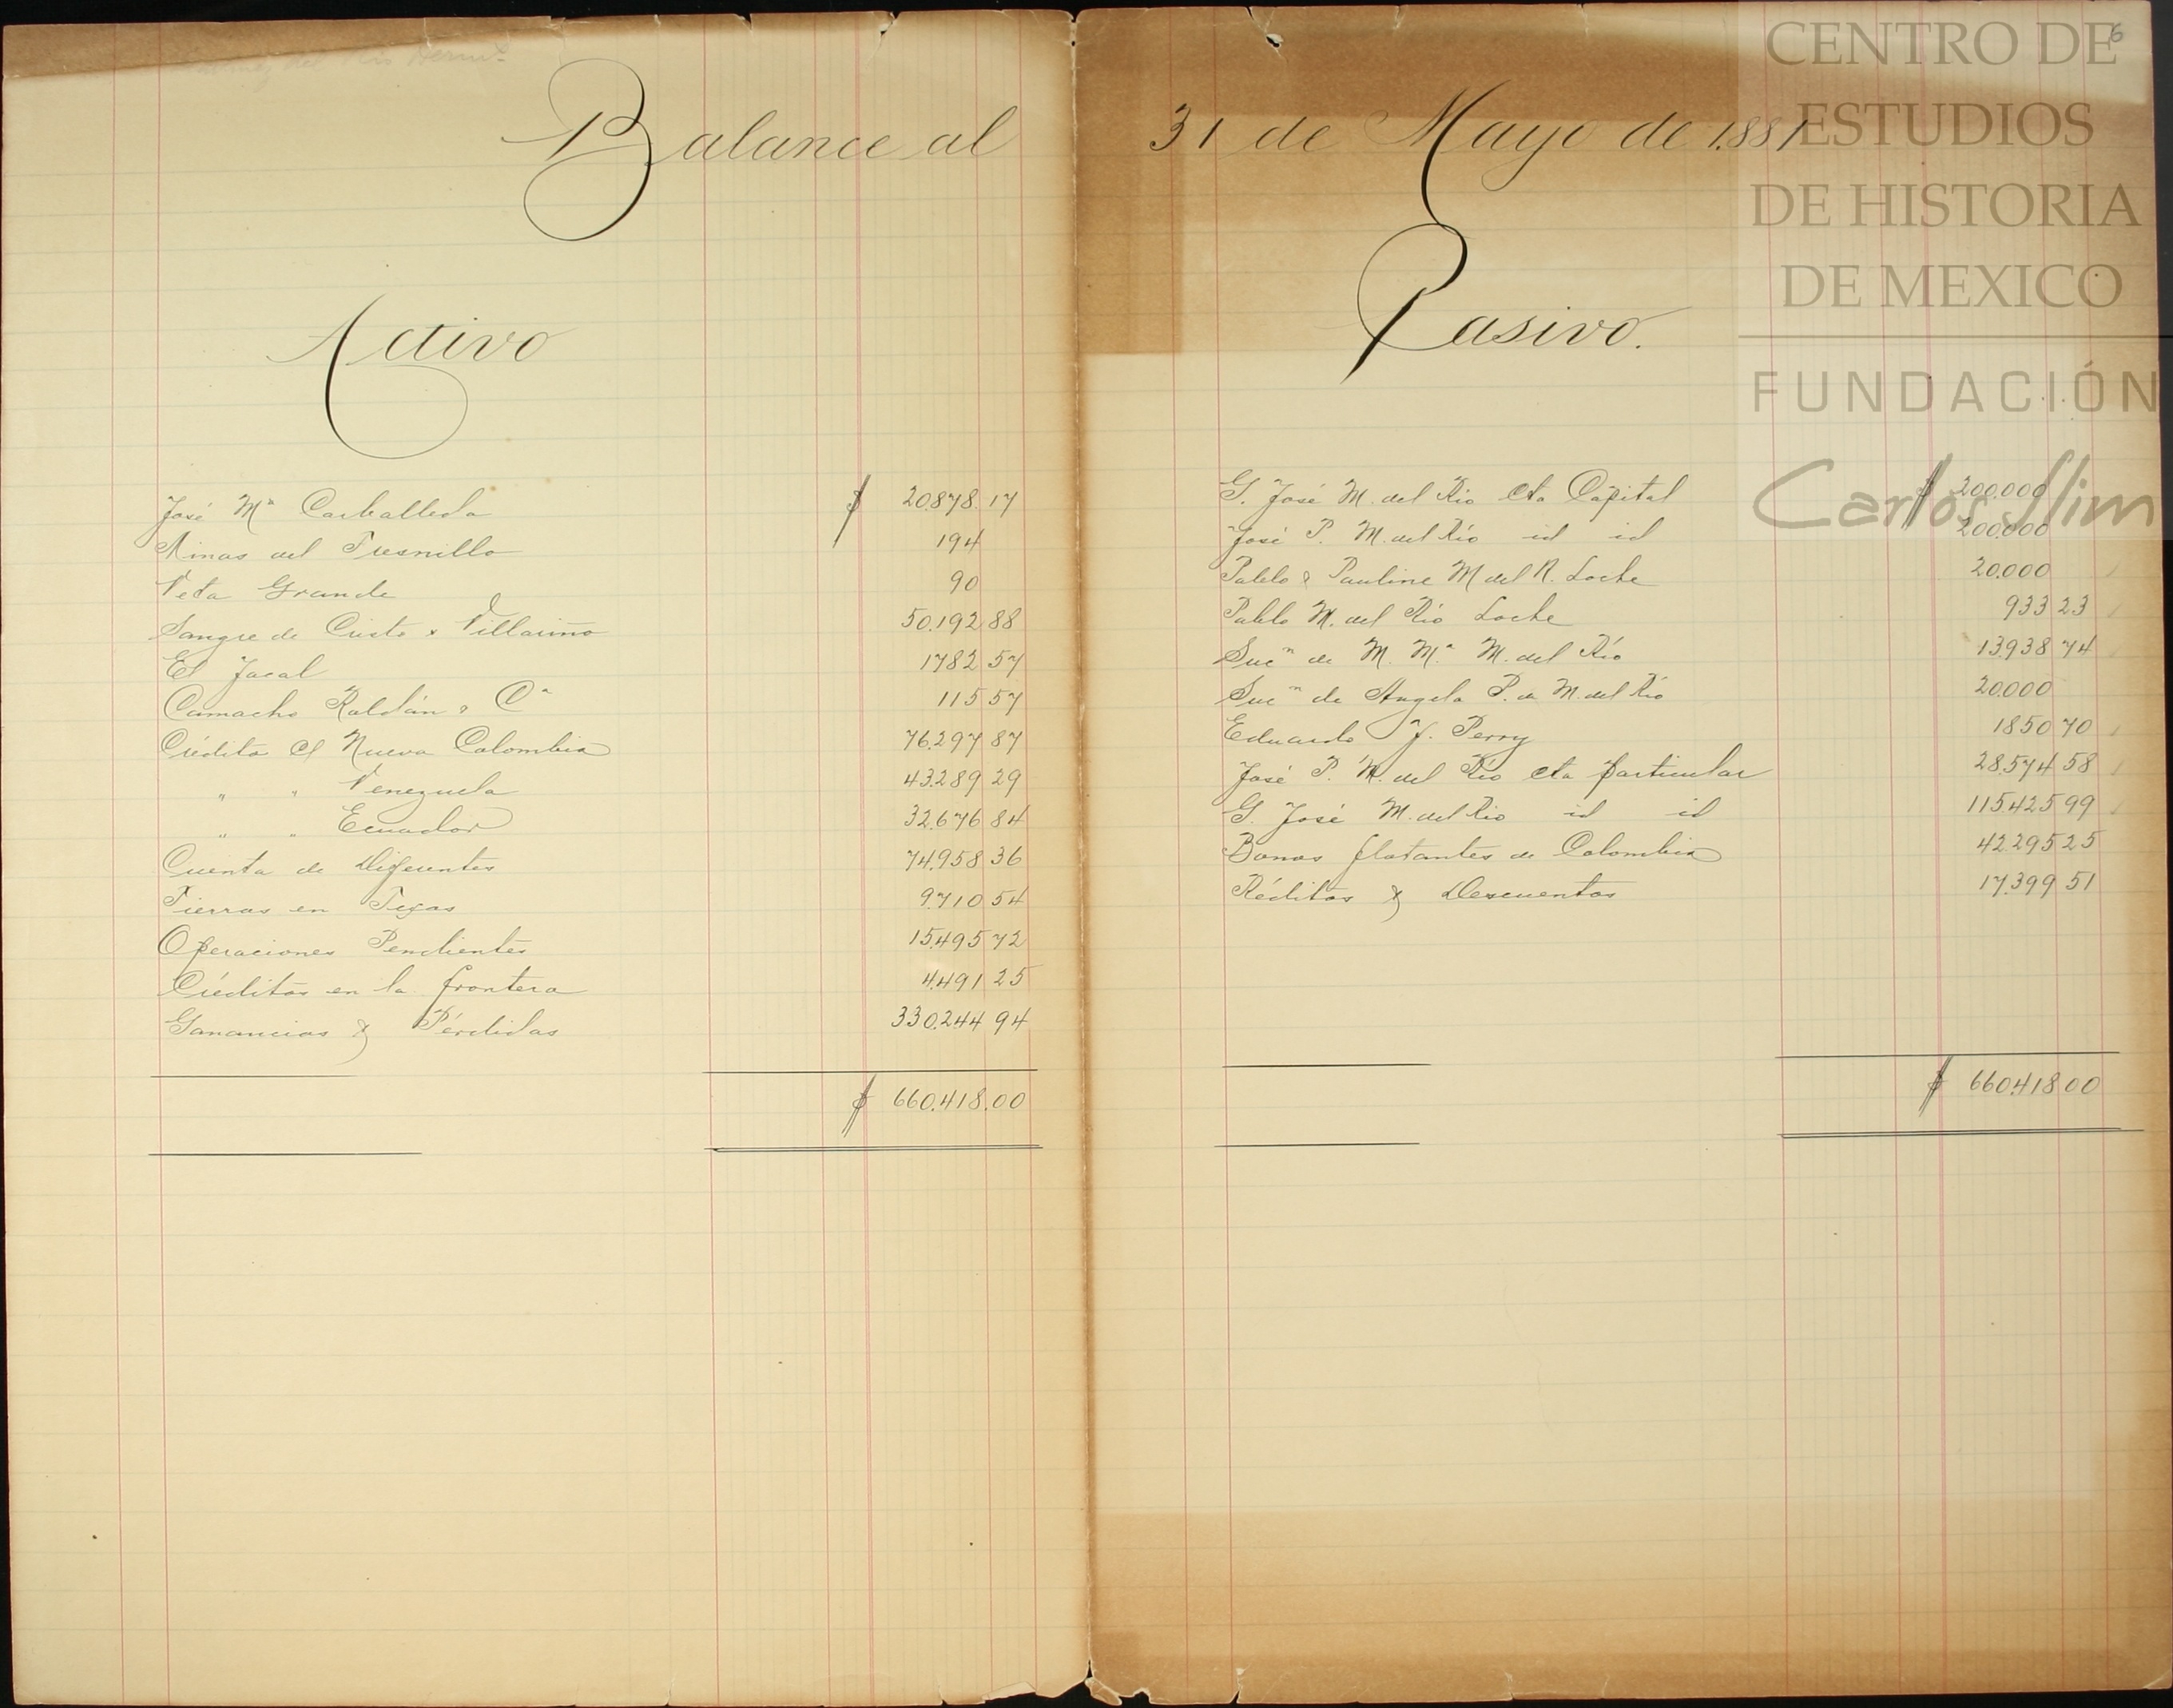 6
Balance al 31 de Mayo de 1.881
Activo
José Mª Carballeda $ 20.878.17
Minas del Fresnillo 194
Veta Grande 90
Sangre de Cristo & Villariño 50.192 88
El Jacal 1782 57
Camacho Roldán & Cª 115 57
Créditos c/ Nueva Colombia 76.297 87
" " Venezuela 43.289 29
" " Ecuador 32.676 84
Cuenta de Diferentes 74.958 36
Tierras en Tejas 9.710 54
Operaciones Pendientes 15.495 72
Créditos en la frontera 4.491 25
Ganancias & Pérdidas 330.244 94
$ 660.418.00
Pasivo.
G. José M. del Rio Cta Capital $ 200.000
José P. M. del Río id id 200.000
Pablo & Pauline M del R. Locke 20.000
Pablo M. del Río Locke 933 23
Sucⁿ de M. Mª M. del Río 13.938 74
Sucⁿ de Angela P. de M. del Río 20.000
Eduardo J. Perry 1850 70
José P. M. del Río cta particular 28.574 58
G. José M. del Río id id 115.425 99
Bonos flotantes de Colombia 42.295 25
Réditos & Descuentos 17.399 51
$ 660.418 00
CENTRO DE
ESTUDIOS
DE HISTORIA
DE MEXICO
FUNDACIÓN
Carlos Slim